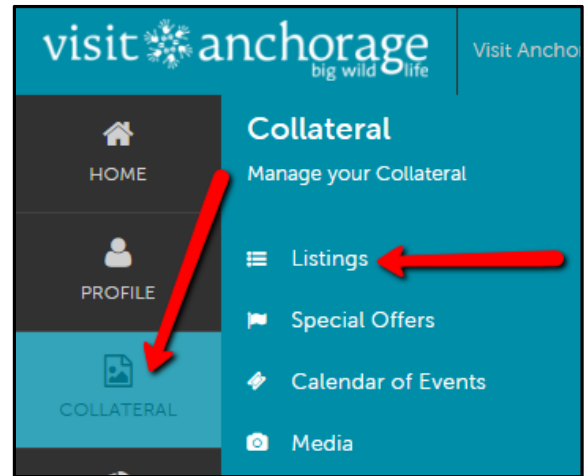 visit anchorage
big wild life
Visit Ancho
HOME
PROFILE
COLLATERAL
Collateral
Manage your Collateral
Listings
Special Offers
Calendar of Events
Media